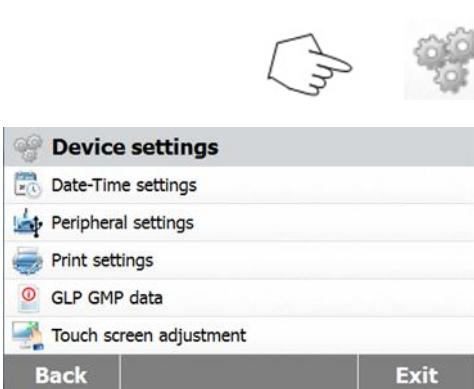 Device settings
Date-Time settings
Peripheral settings
Print settings
GLP GMP data
Touch screen adjustment
Back Exit